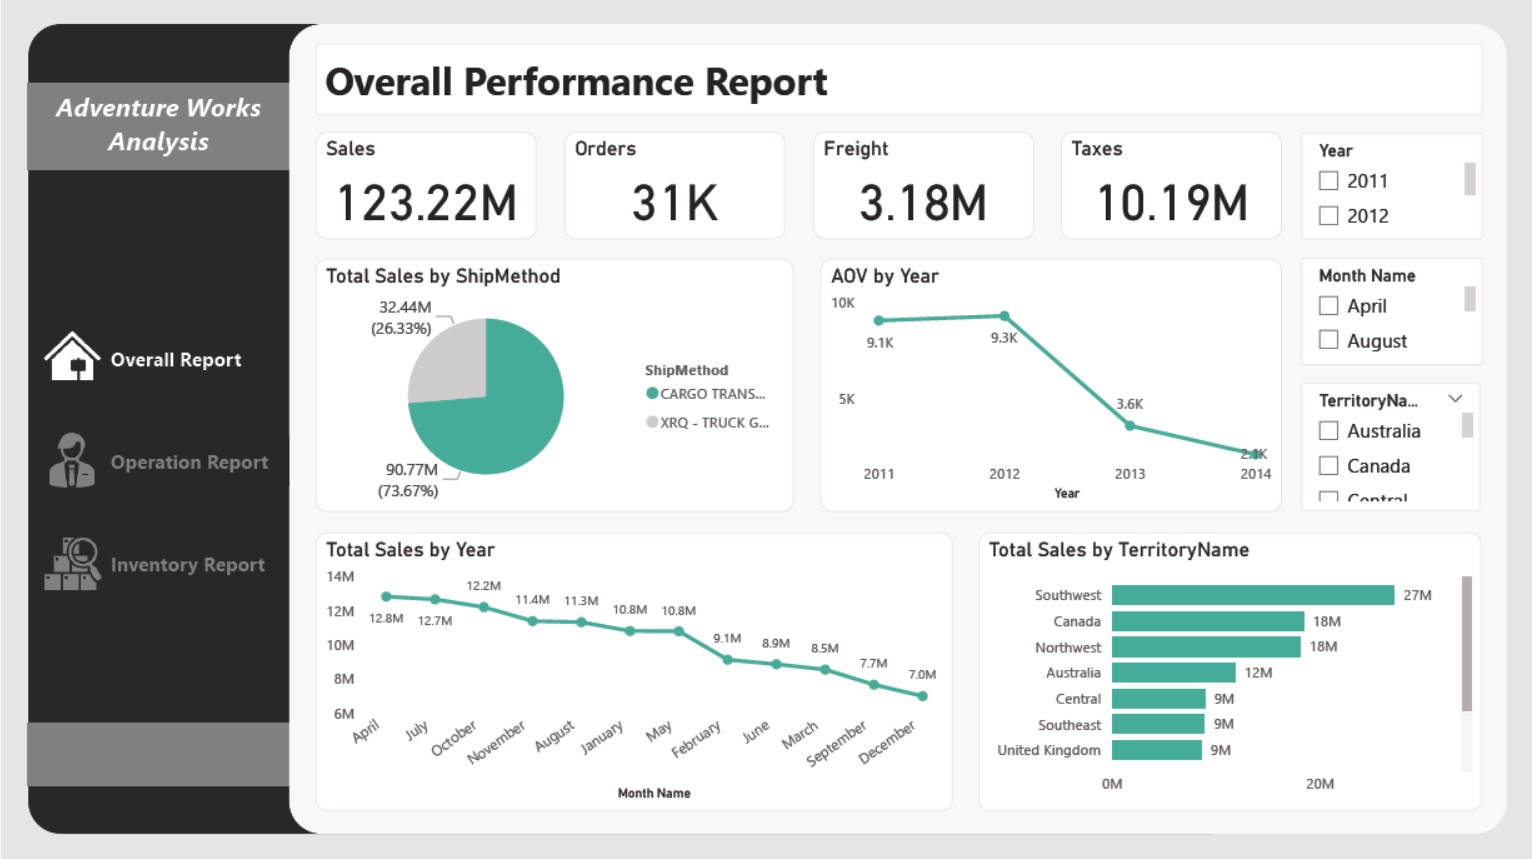 Adventure Works
Analysis
Overall Report
Operation Report
Inventory Report
Overall Performance Report
Sales
123.22M
Orders
31K
Freight
3.18M
Taxes
10.19M
Year
2011
2012
Month Name
April
August
TerritoryNa...
Australia
Canada
Central
Total Sales by ShipMethod
32.44M
(26.33%)
90.77M
(73.67%)
ShipMethod
CARGO TRANS...
XRQ - TRUCK G...
AOV by Year
10K
5K
9.1K
9.3K
3.6K
2.1K
2011
2012
2013
2014
Year
Total Sales by Year
14M
12M
10M
8M
6M
12.8M
12.7M
12.2M
11.4M
11.3M
10.8M
10.8M
9.1M
8.9M
8.5M
7.7M
7.0M
April
July
October
November
August
January
May
February
June
March
September
December
Month Name
Total Sales by TerritoryName
Southwest 27M
Canada 18M
Northwest 18M
Australia 12M
Central 9M
Southeast 9M
United Kingdom 9M
0M
20M